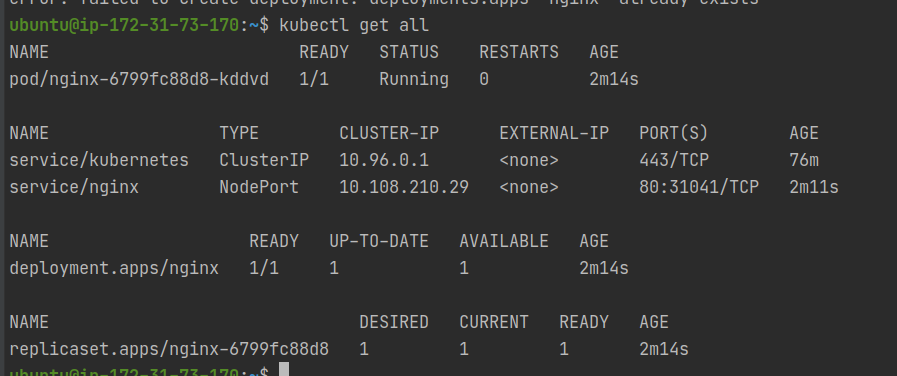 error: failed to create deployment: deployments.apps "nginx" already exists
ubuntu@ip-172-31-73-170:~$ kubectl get all
NAME READY STATUS RESTARTS AGE
pod/nginx-6799fc88d8-kddvd 1/1 Running 0 2m14s
NAME TYPE CLUSTER-IP EXTERNAL-IP PORT(S) AGE
service/kubernetes ClusterIP 10.96.0.1 <none> 443/TCP 76m
service/nginx NodePort 10.108.210.29 <none> 80:31041/TCP 2m11s
NAME READY UP-TO-DATE AVAILABLE AGE
deployment.apps/nginx 1/1 1 1 2m14s
NAME DESIRED CURRENT READY AGE
replicaset.apps/nginx-6799fc88d8 1 1 1 2m14s
ubuntu@ip-172-31-73-170:~$